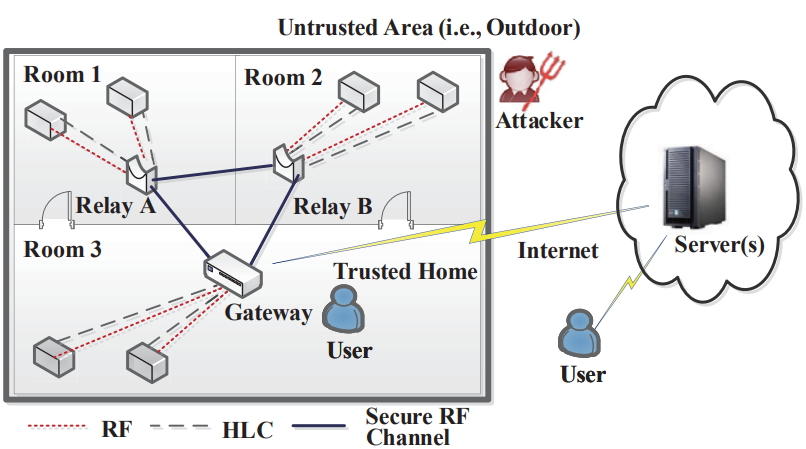 Untrusted Area (i.e., Outdoor)
Room 1
Room 2
Attacker
Relay A
Relay B
Room 3
Internet
Server(s)
Trusted Home
Gateway
User
User
RF
HLC
Secure RF
Channel